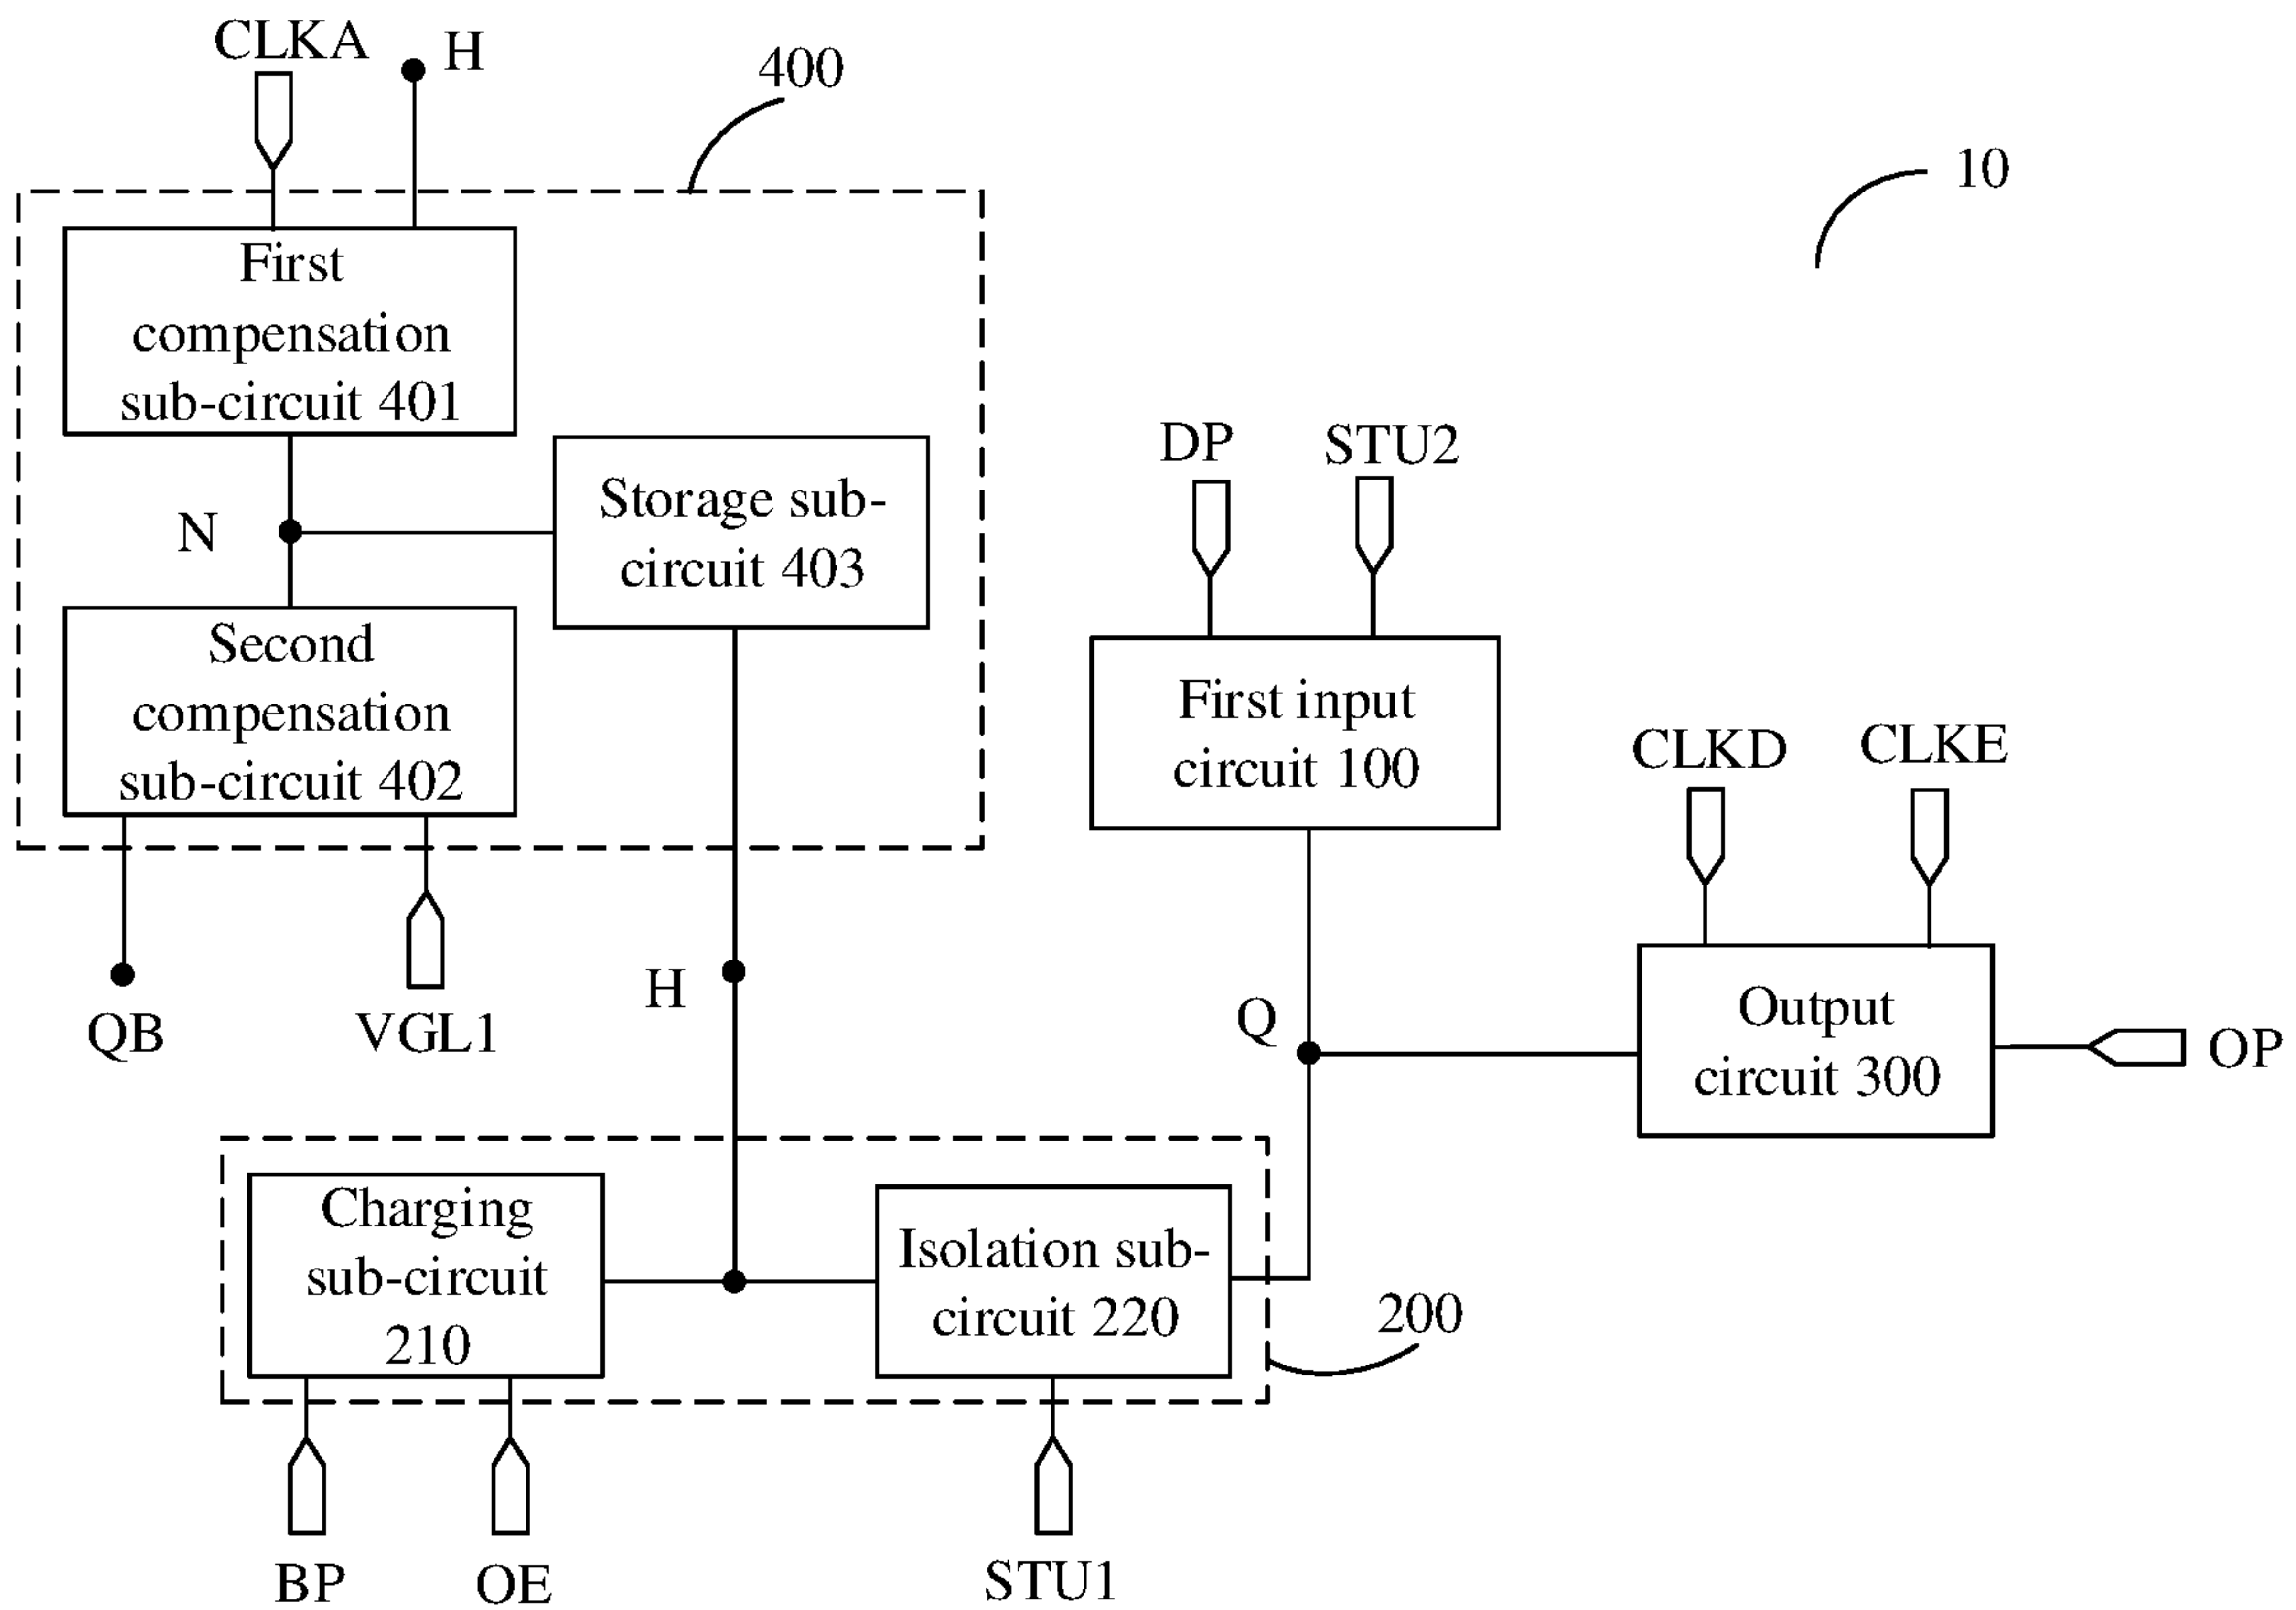 CLKA
H
400
10
First
compensation
sub-circuit 401
Storage sub-
circuit 403
N
Second
compensation
sub-circuit 402
QB
VGL1
H
DP
STU2
First input
circuit 100
Q
CLKD
CLKE
Output
circuit 300
OP
Charging
sub-circuit
210
Isolation sub-
circuit 220
200
BP
OE
STU1